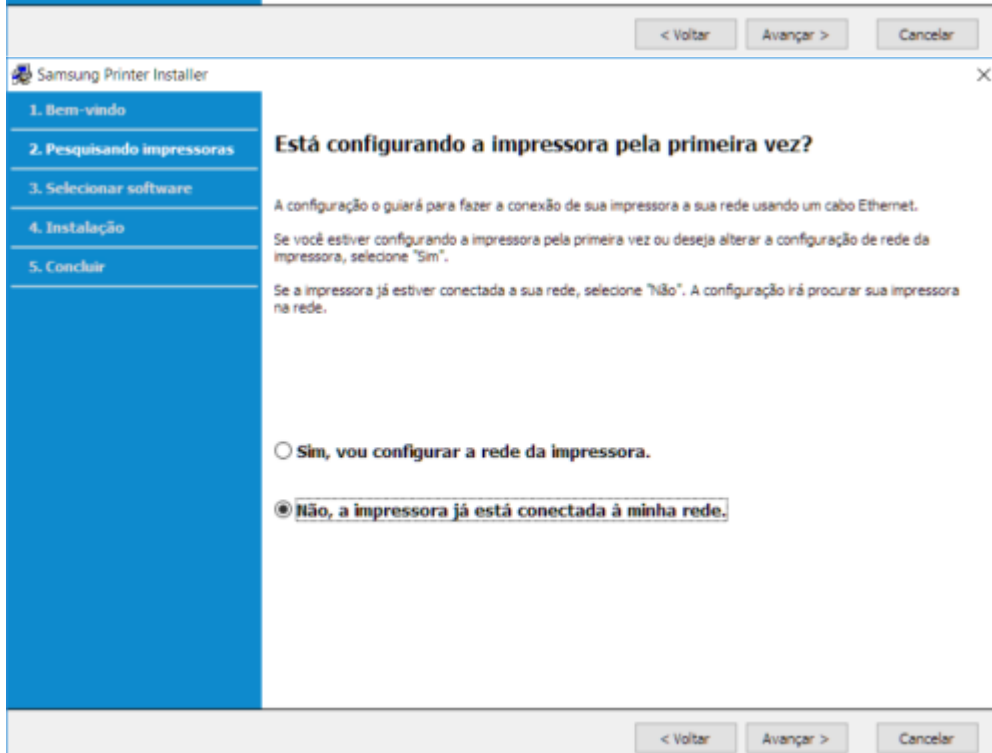 < Voltar Avançar > Cancelar
Samsung Printer Installer
1. Bem-vindo
2. Pesquisando impressoras
3. Selecionar software
4. Instalação
5. Concluir
Está configurando a impressora pela primeira vez?
A configuração o guiará para fazer a conexão de sua impressora a sua rede usando um cabo Ethernet.
Se você estiver configurando a impressora pela primeira vez ou deseja alterar a configuração de rede da
impressora, selecione "Sim".
Se a impressora já estiver conectada a sua rede, selecione "Não". A configuração irá procurar sua impressora
na rede.
Sim, vou configurar a rede da impressora.
Não, a impressora já está conectada à minha rede.
< Voltar Avançar > Cancelar